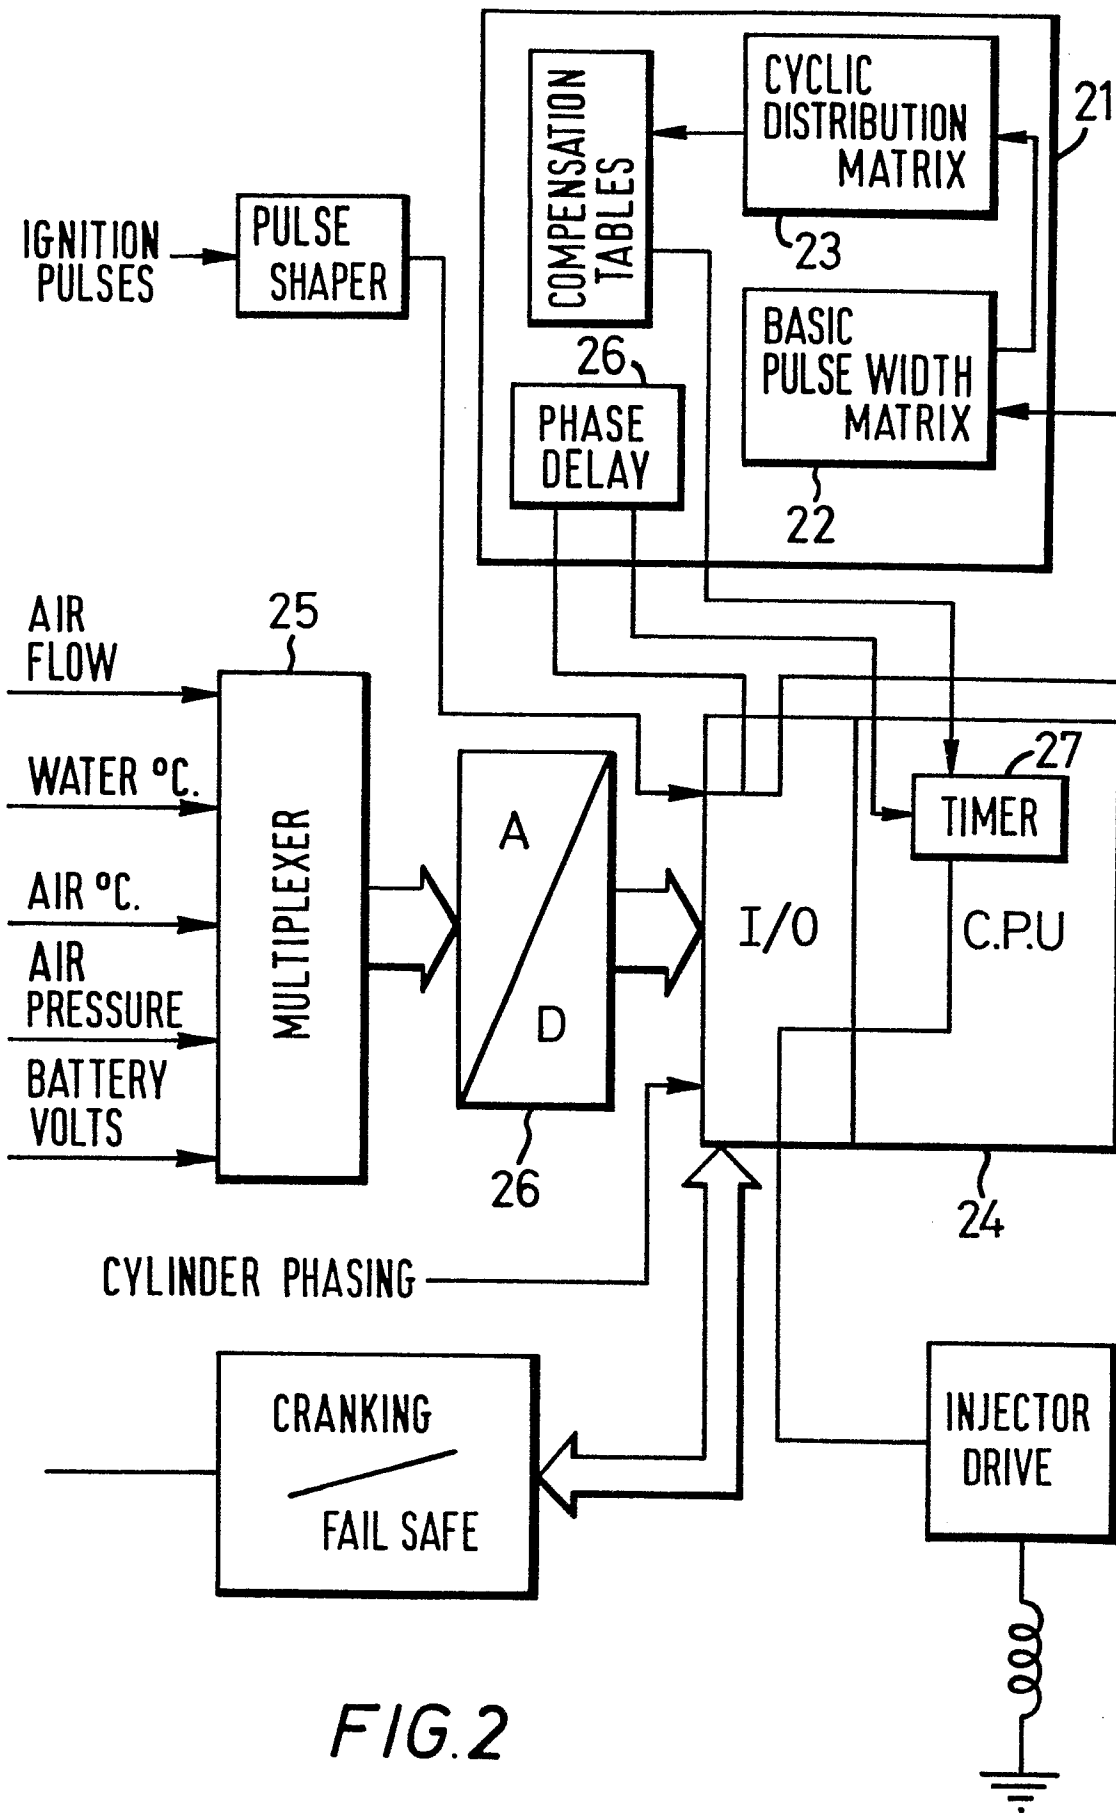 CYCLIC
DISTRIBUTION
MATRIX
21
COMPENSATION
TABLES
23
IGNITION
PULSES
PULSE
SHAPER
BASIC
PULSE WIDTH
MATRIX
22
26
PHASE
DELAY
AIR
FLOW
25
WATER °C.
AIR °C.
AIR
PRESSURE
BATTERY
VOLTS
MULTIPLEXER
A
D
26
I/O
27
TIMER
C.P.U
24
CYLINDER PHASING
CRANKING
FAIL SAFE
INJECTOR
DRIVE
FIG.2